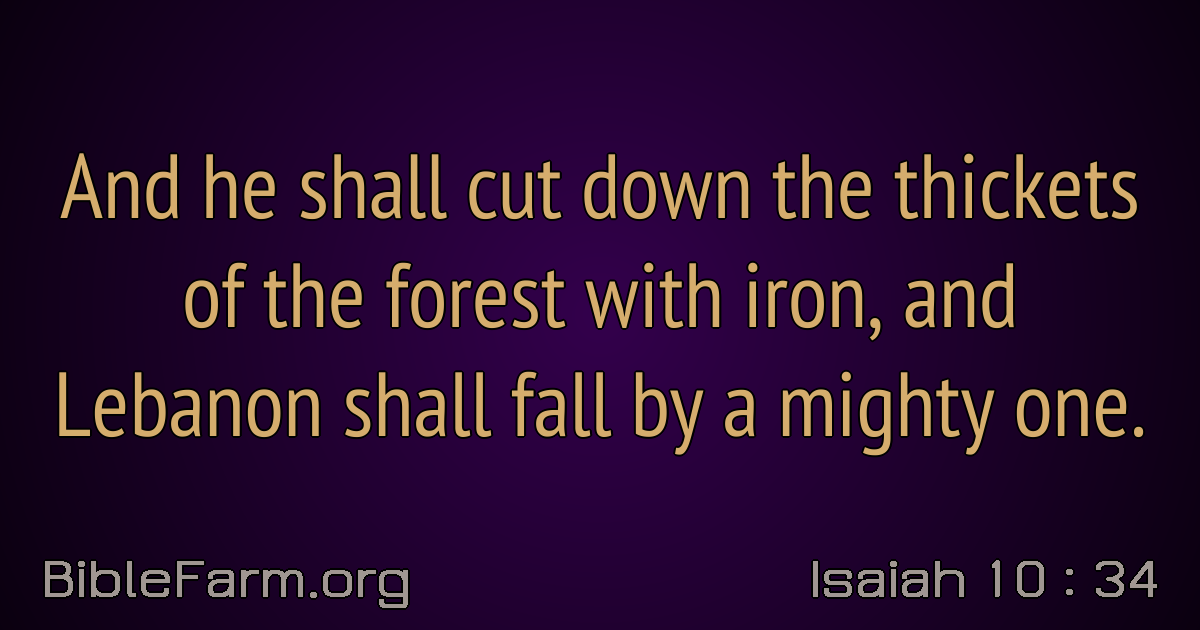 And he shall cut down the thickets
of the forest with iron, and
Lebanon shall fall by a mighty one.
BibleFarm.org
Isaiah 10 : 34